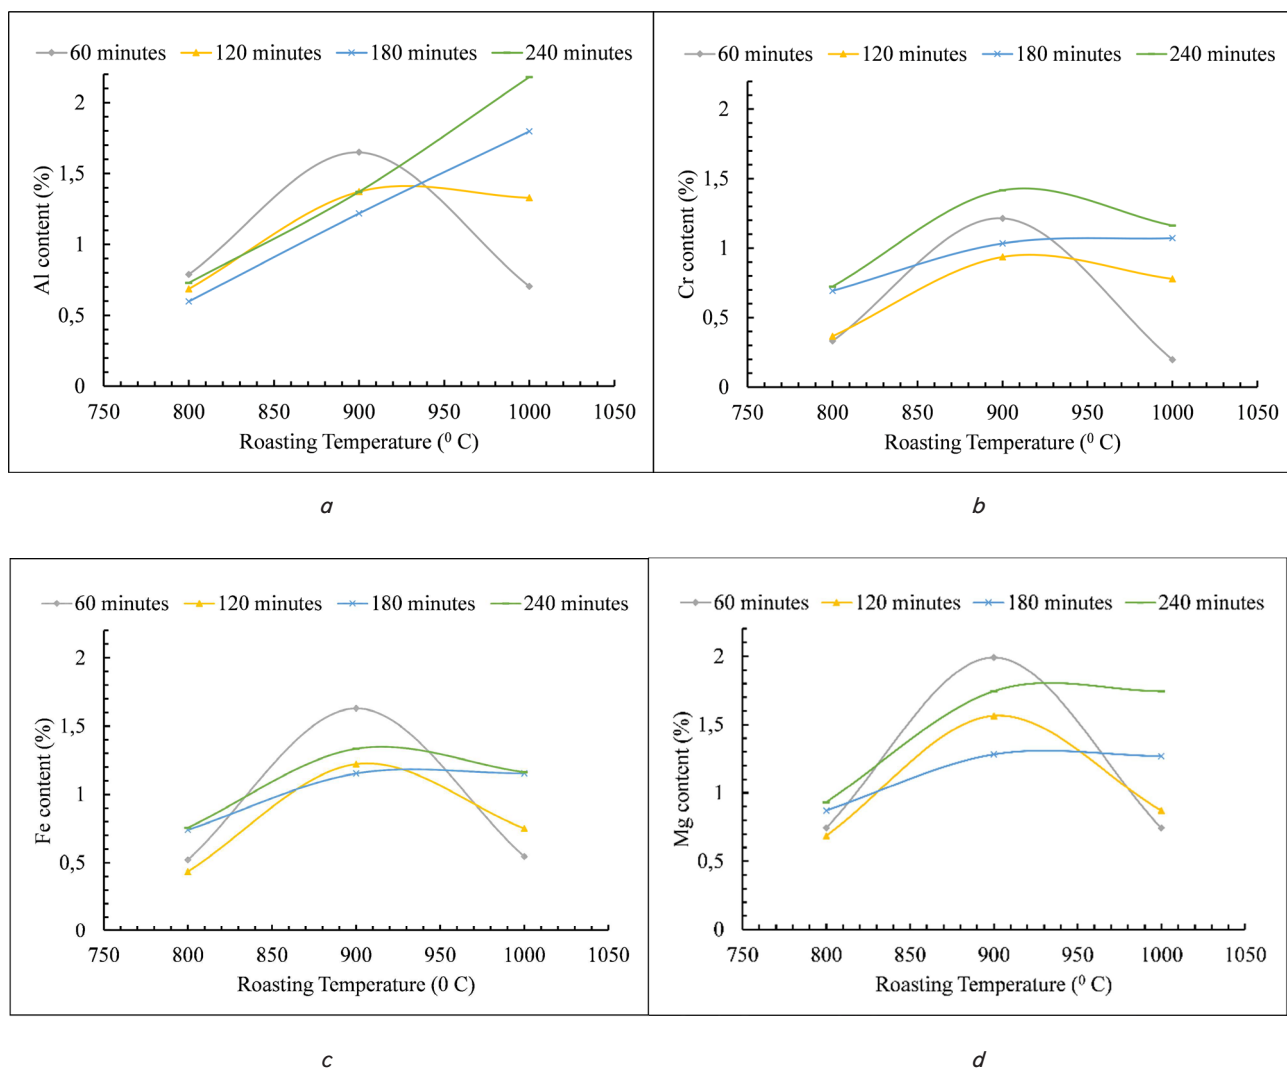 60 minutes 120 minutes 180 minutes 240 minutes
2
1,5
1
0,5
0
Al content (%)
750 800 850 900 950 1000 1050
Roasting Temperature (⁰ C)
a
60 minutes 120 minutes 180 minutes 240 minutes
2
1,5
1
0,5
0
Cr content (%)
750 800 850 900 950 1000 1050
Roasting Temperature (⁰ C)
b
60 minutes 120 minutes 180 minutes 240 minutes
2
1,5
1
0,5
0
Fe content (%)
750 800 850 900 950 1000 1050
Roasting Temperature (0 C)
c
60 minutes 120 minutes 180 minutes 240 minutes
2
1,5
1
0,5
0
Mg content (%)
750 800 850 900 950 1000 1050
Roasting Temperature (⁰ C)
d